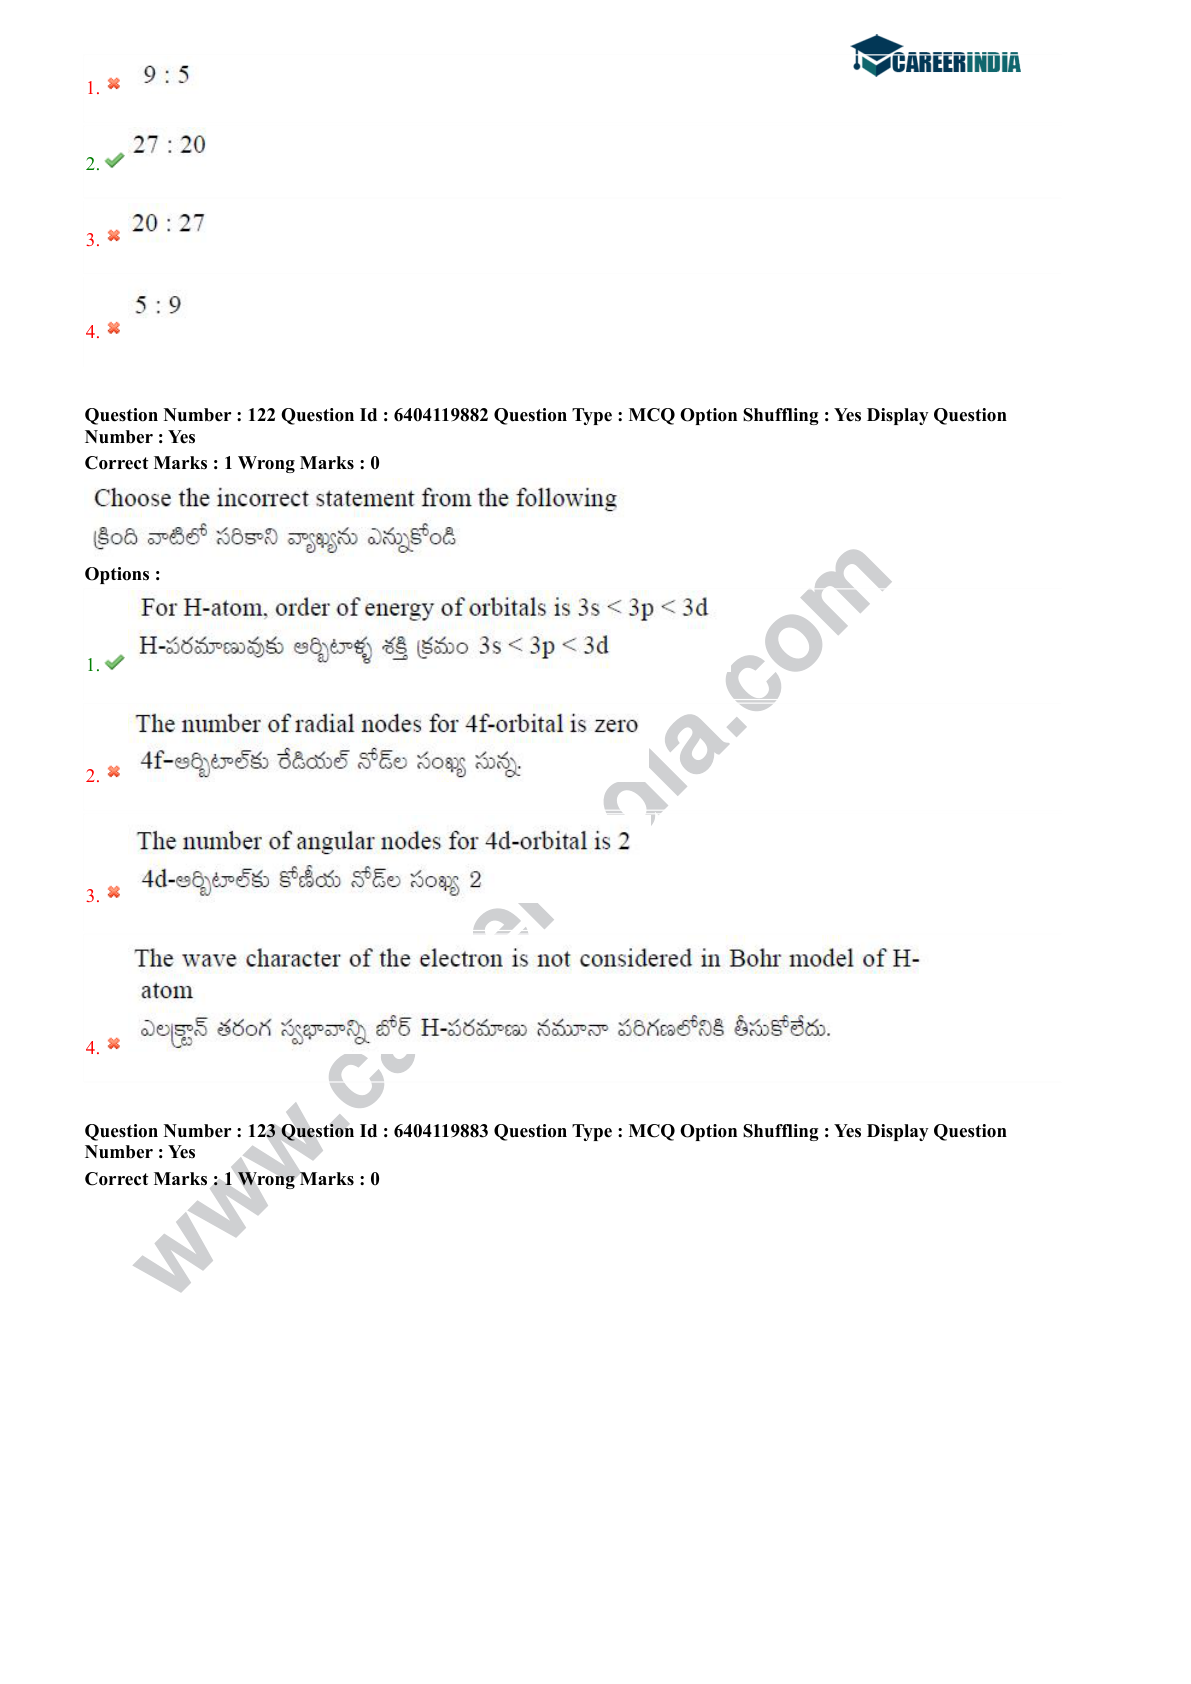 CAREERINDIA
9 : 5
1.
27 : 20
2.
20 : 27
3.
5 : 9
4.
Question Number : 122 Question Id : 6404119882 Question Type : MCQ Option Shuffling : Yes Display Question
Number : Yes
Correct Marks : 1 Wrong Marks : 0
Choose the incorrect statement from the following
క్రింది వాటిలో సరికాని వ్యాఖ్యను ఎన్నుకోండి
Options :
For H-atom, order of energy of orbitals is 3s < 3p < 3d
H-పరమాణువుకు ఆర్బిటాళ్ళ శక్తి క్రమం 3s < 3p < 3d
1.
The number of radial nodes for 4f-orbital is zero
4f-ఆర్బిటాల్‌కు రేడియల్ నోడ్‌ల సంఖ్య సున్న.
2.
The number of angular nodes for 4d-orbital is 2
4d-ఆర్బిటాల్‌కు కోణీయ నోడ్‌ల సంఖ్య 2
3.
The wave character of the electron is not considered in Bohr model of H-
atom
ఎలక్ట్రాన్ తరంగ స్వభావాన్ని బోర్ H-పరమాణు నమూనా పరిగణలోనికి తీసుకోలేదు.
4.
Question Number : 123 Question Id : 6404119883 Question Type : MCQ Option Shuffling : Yes Display Question
Number : Yes
Correct Marks : 1 Wrong Marks : 0